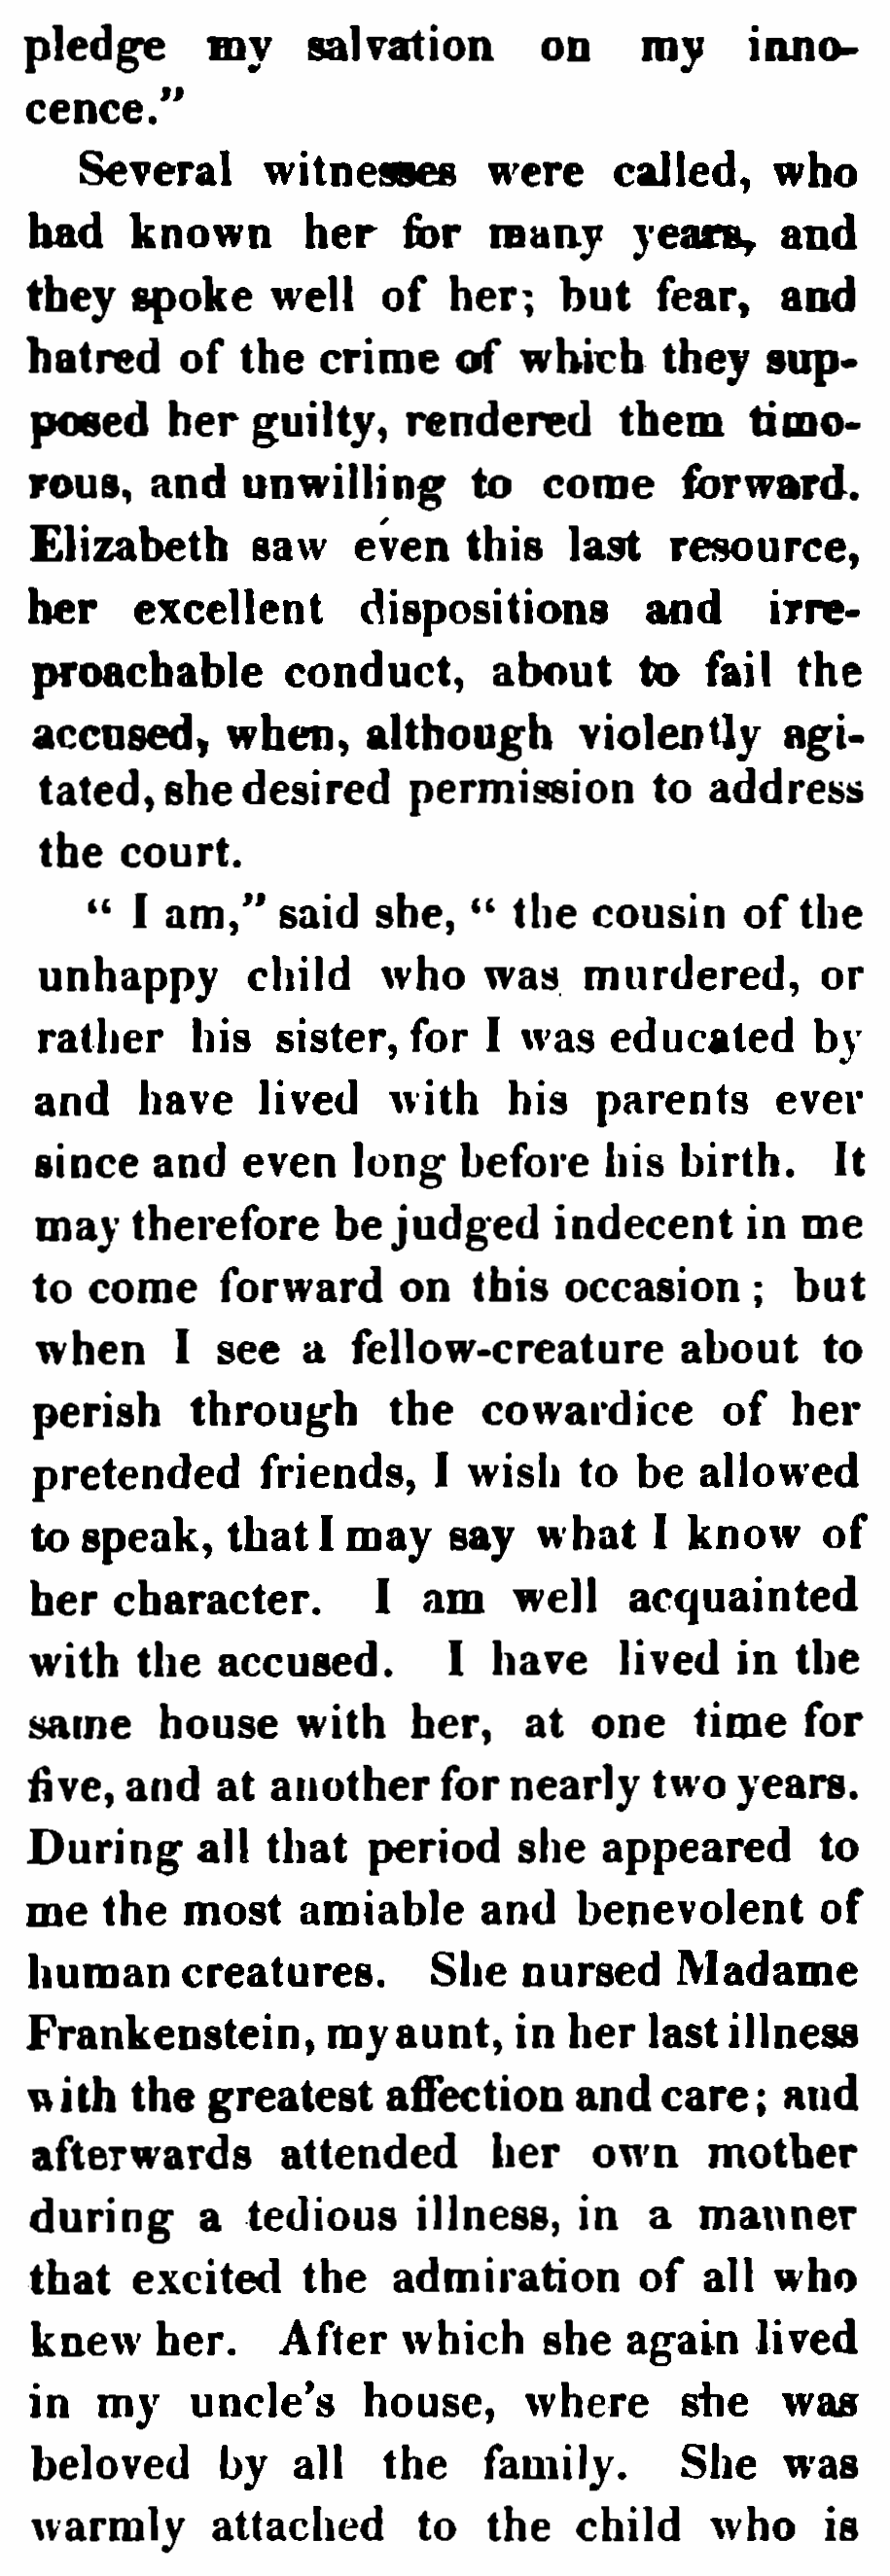 pledge my salvation on my inno-
cence."
Several witnesses were called, who
had known her for many years, and
they spoke well of her; but fear, and
hatred of the crime of which they sup-
posed her guilty, rendered them timo-
rous, and unwilling to come forward.
Elizabeth saw even this last resource,
her excellent dispositions and irre-
proachable conduct, about to fail the
accused, when, although violently agi-
tated, she desired permission to address
the court.
" I am," said she, " the cousin of the
unhappy child who was murdered, or
rather his sister, for I was educated by
and have lived with his parents ever
since and even long before his birth. It
may therefore be judged indecent in me
to come forward on this occasion ; but
when I see a fellow-creature about to
perish through the cowardice of her
pretended friends, I wish to be allowed
to speak, that I may say what I know of
her character. I am well acquainted
with the accused. I have lived in the
same house with her, at one time for
five, and at another for nearly two years.
During all that period she appeared to
me the most amiable and benevolent of
human creatures. She nursed Madame
Frankenstein, my aunt, in her last illness
with the greatest affection and care; and
afterwards attended her own mother
during a tedious illness, in a manner
that excited the admiration of all who
knew her. After which she again lived
in my uncle's house, where she was
beloved by all the family. She was
warmly attached to the child who is